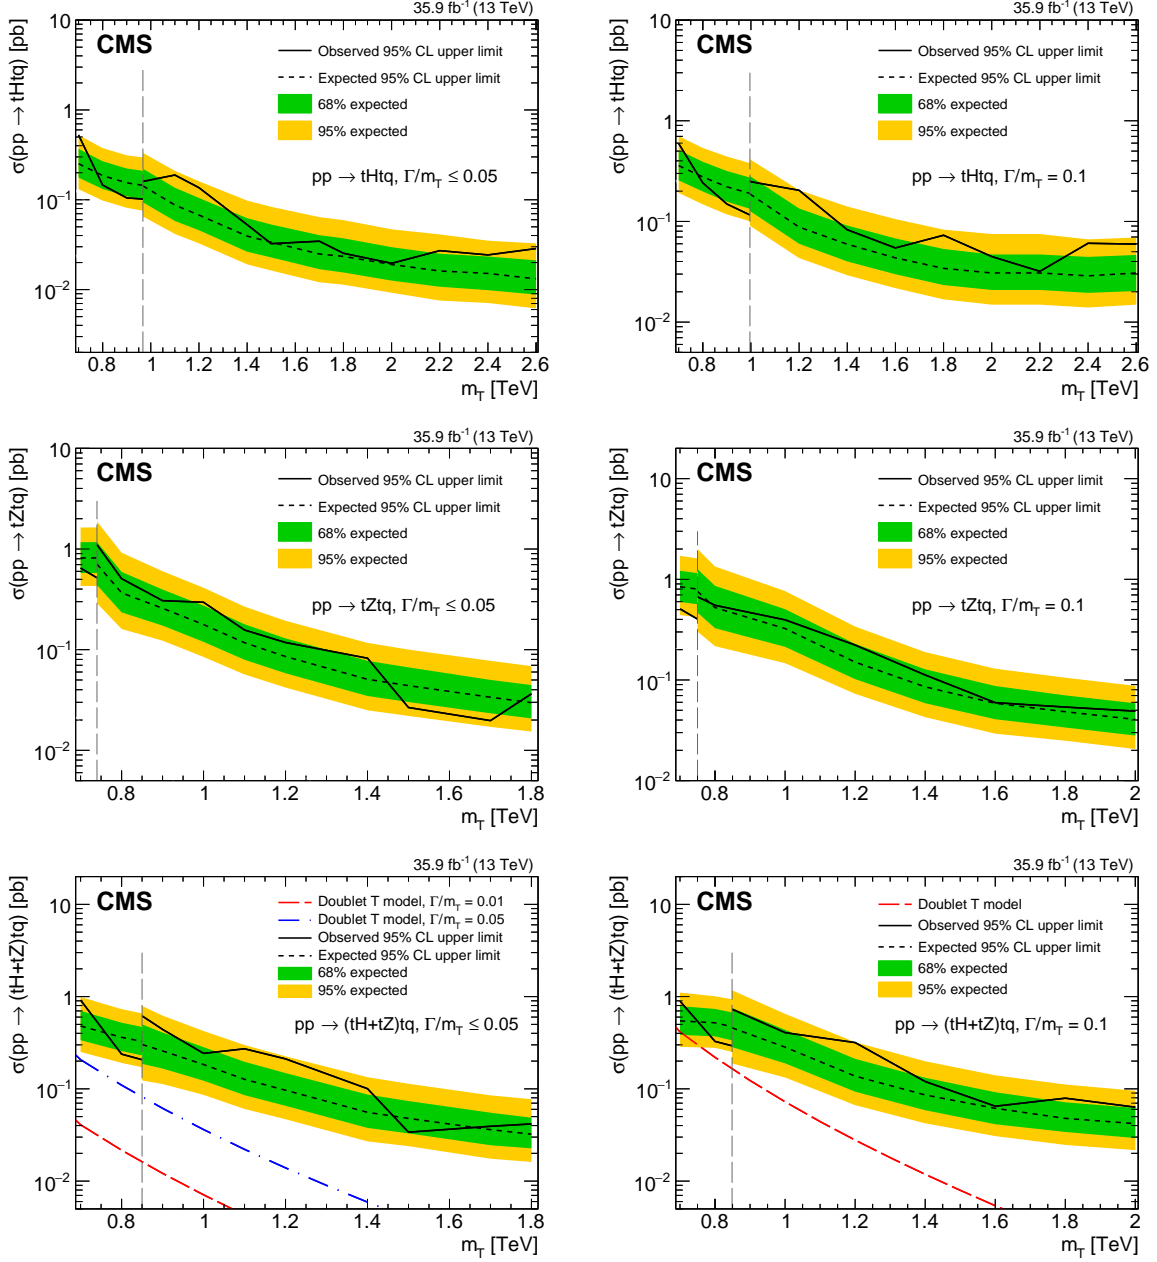 35.9 fb⁻¹ (13 TeV)
CMS
σ(pp → tHtq) [pb]
Observed 95% CL upper limit
Expected 95% CL upper limit
68% expected
95% expected
pp → tHtq, Γ/m_T ≤ 0.05
10
1
10⁻¹
10⁻²
1 1.2 1.4 1.6 1.8 2 2.2 2.4 2.6
m_T [TeV]
35.9 fb⁻¹ (13 TeV)
CMS
σ(pp → tHtq) [pb]
Observed 95% CL upper limit
Expected 95% CL upper limit
68% expected
95% expected
pp → tHtq, Γ/m_T = 0.1
10
1
10⁻¹
10⁻²
0.8 1 1.2 1.4 1.6 1.8 2 2.2 2.4 2.6
m_T [TeV]
35.9 fb⁻¹ (13 TeV)
CMS
σ(pp → tZtq) [pb]
Observed 95% CL upper limit
Expected 95% CL upper limit
68% expected
95% expected
pp → tZtq, Γ/m_T ≤ 0.05
10
1
10⁻¹
10⁻²
0.8 1 1.2 1.4 1.6 1.8
m_T [TeV]
35.9 fb⁻¹ (13 TeV)
CMS
σ(pp → tZtq) [pb]
Observed 95% CL upper limit
Expected 95% CL upper limit
68% expected
95% expected
pp → tZtq, Γ/m_T = 0.1
10
1
10⁻¹
10⁻²
0.8 1 1.2 1.4 1.6 1.8 2
m_T [TeV]
35.9 fb⁻¹ (13 TeV)
CMS
σ(pp → (tH+tZ)tq) [pb]
Doublet T model, Γ/m_T = 0.01
Doublet T model, Γ/m_T = 0.05
Observed 95% CL upper limit
Expected 95% CL upper limit
68% expected
95% expected
pp → (tH+tZ)tq, Γ/m_T ≤ 0.05
10
1
10⁻¹
10⁻²
0.8 1 1.2 1.4 1.6 1.8
m_T [TeV]
35.9 fb⁻¹ (13 TeV)
CMS
σ(pp → (tH+tZ)tq) [pb]
Doublet T model
Observed 95% CL upper limit
Expected 95% CL upper limit
68% expected
95% expected
pp → (tH+tZ)tq, Γ/m_T = 0.1
10
1
10⁻¹
10⁻²
0.8 1 1.2 1.4 1.6 1.8 2
m_T [TeV]